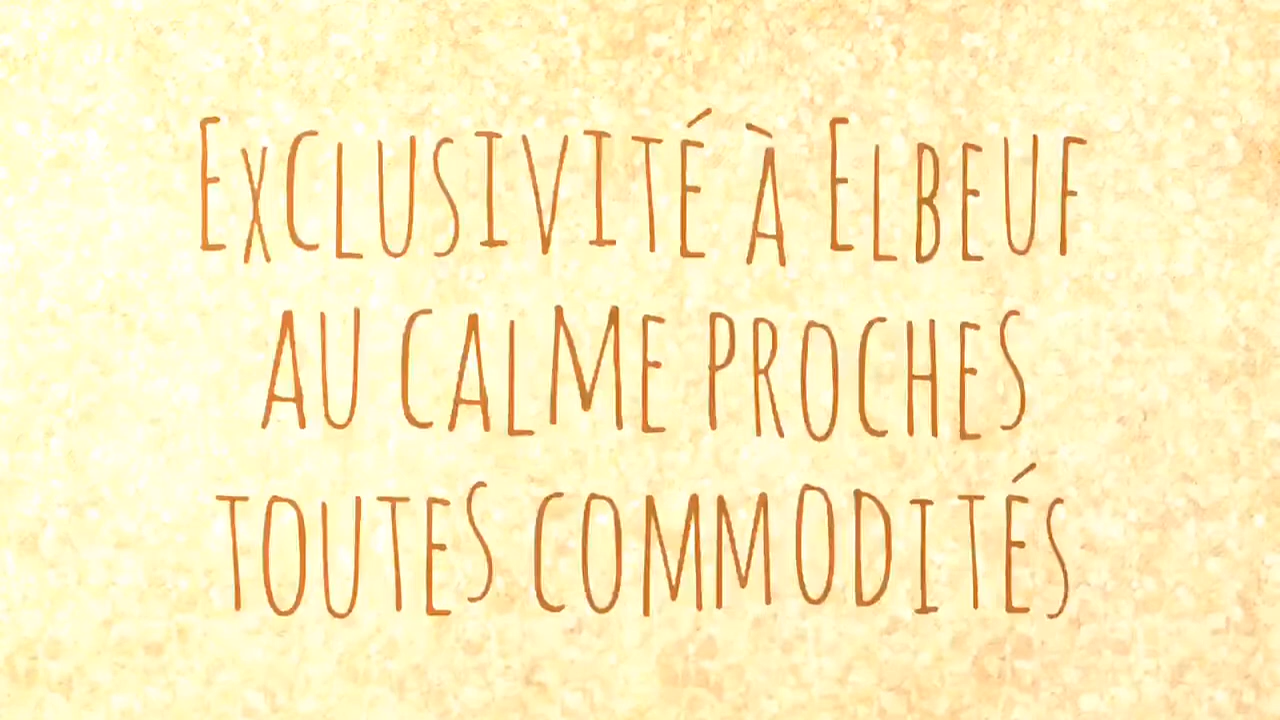 Exclusivité à Elbeuf
au calme proches
toutes commodités